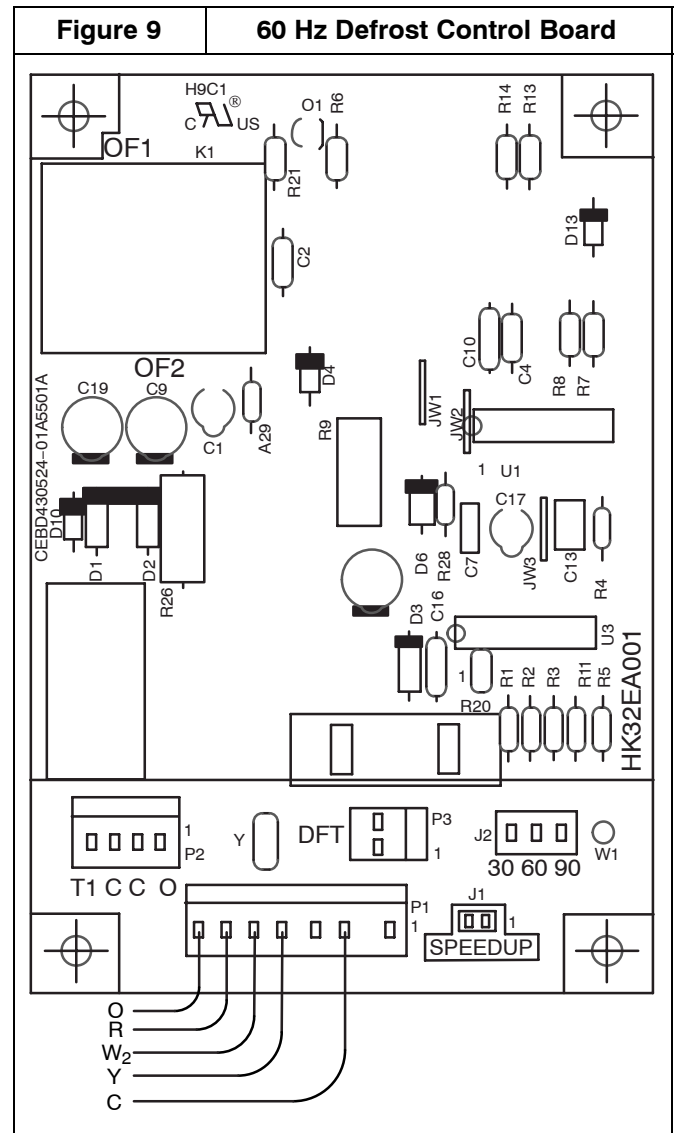 Figure 9
60 Hz Defrost Control Board
H9C1
®
C US
O1
R6
R14
R13
OF1
K1
R21
D13
C2
C10
C4
R8
R7
OF2
D4
C19
C9
C1
A29
R9
JW1
JW2
1 U1
CEBD430524-01A5501A
D10
D1
D2
R26
D6
R28
C7
C17
JW3
C13
R4
D3
C16
U3
1
R20
R1
R2
R3
R11
R5
HK32EA001
1
P2
T1 C C O
Y
DFT
P3
1
J2
30 60 90
W1
P1
1
J1
1
SPEEDUP
O
R
W2
Y
C